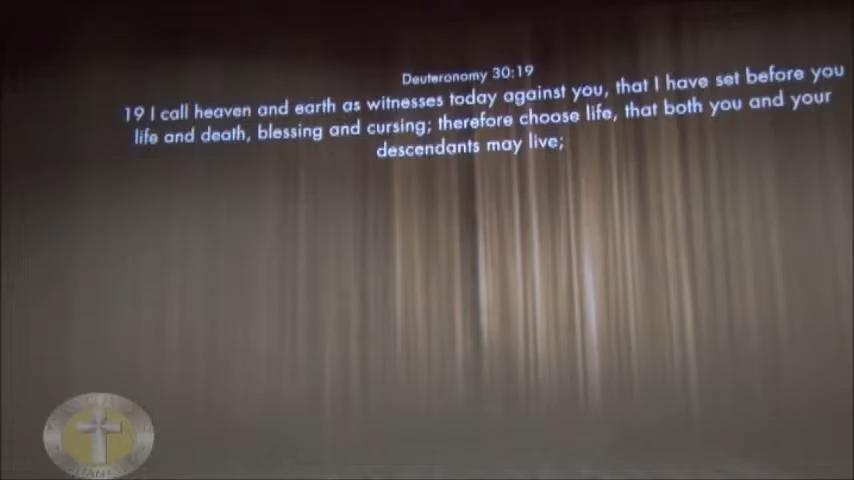 Deuteronomy 30:19
19 I call heaven and earth as witnesses today against you, that I have set before you
life and death, blessing and cursing; therefore choose life, that both you and your
descendants may live;